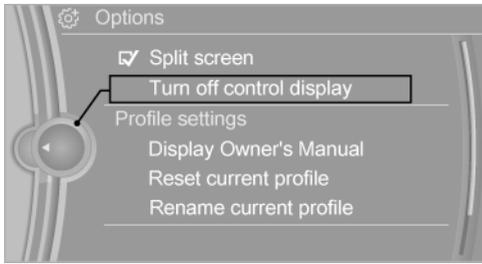 Options
Split screen
Turn off control display
Profile settings
Display Owner's Manual
Reset current profile
Rename current profile